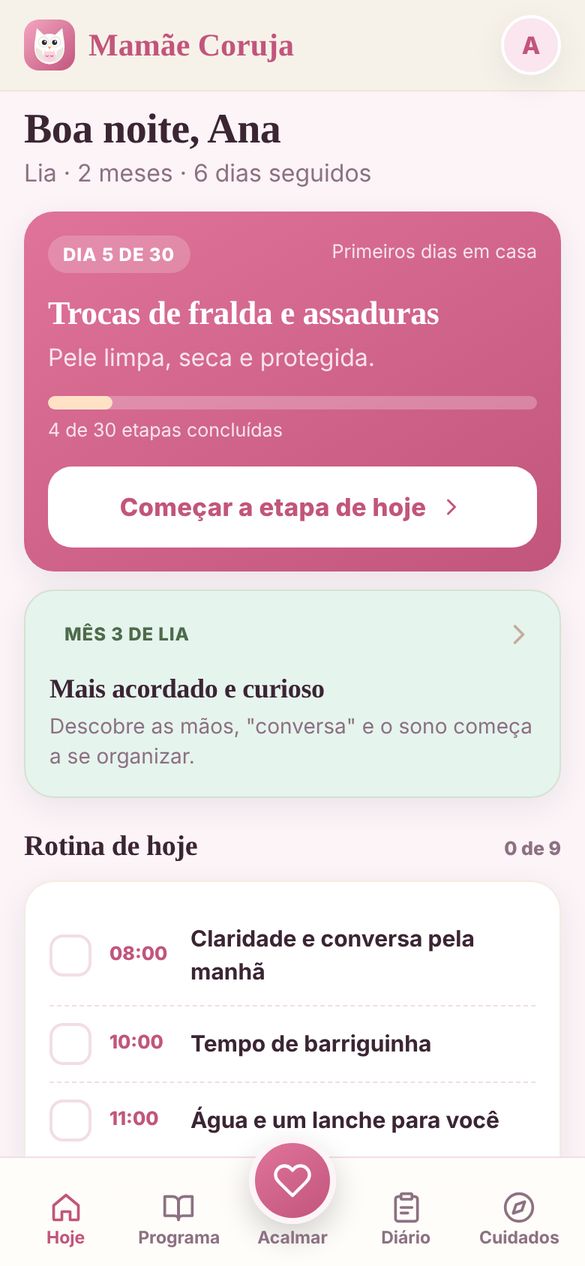 Mamãe Coruja
A
Boa noite, Ana
Lia · 2 meses · 6 dias seguidos
DIA 5 DE 30
Primeiros dias em casa
Trocas de fralda e assaduras
Pele limpa, seca e protegida.
4 de 30 etapas concluídas
Começar a etapa de hoje
MÊS 3 DE LIA
Mais acordado e curioso
Descobre as mãos, "conversa" e o sono começa
a se organizar.
Rotina de hoje
0 de 9
08:00
Claridade e conversa pela
manhã
10:00
Tempo de barriguinha
11:00
Água e um lanche para você
Hoje
Programa
Acalmar
Diário
Cuidados